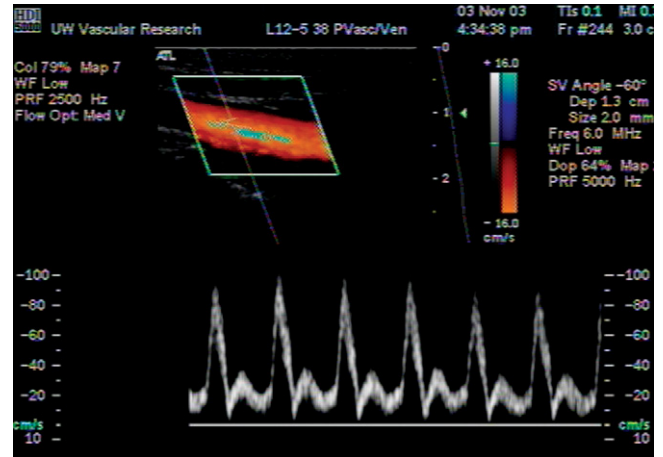 HDI
5000
UW Vascular Research
L12-5 38 PVasc/Ven
03 Nov 03
4:34:38 pm
TIs 0.1
Fr #244
3.0 c
Col 79% Map 7
WF Low
PRF 2500 Hz
Flow Opt: Med V
ATL
0
1
2
+ 16.0
- 16.0
cm/s
SV Angle -60°
Dep 1.3 cm
Size 2.0 mm
Freq 6.0 MHz
WF Low
Dop 64% Map
PRF 5000 Hz
-100-
-80-
-60-
-40-
-20-
cm/s
10 -
--100
- -80
- -60
- -40
- -20
- cm/s
- 10